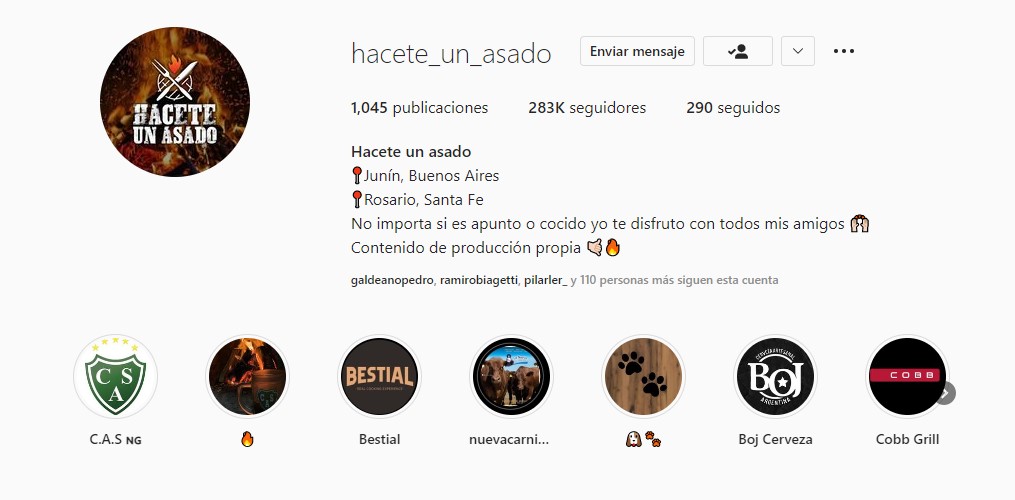 HACETE
UN ASADO
hacete_un_asado
Enviar mensaje
1,045 publicaciones 283K seguidores 290 seguidos
Hacete un asado
📍Junín, Buenos Aires
📍Rosario, Santa Fe
No importa si es apunto o cocido yo te disfruto con todos mis amigos 🙌🏻
Contenido de producción propia 🤙🏻🔥
galdeanopedro, ramirobiagetti, pilarler_ y 110 personas más siguen esta cuenta
C S A
BESTIAL
CERVEZA ARTESANAL
BOJ
ARGENTINA
COBB
C.A.S NG
🔥
Bestial
nuevacarni...
🐶🐾
Boj Cerveza
Cobb Grill